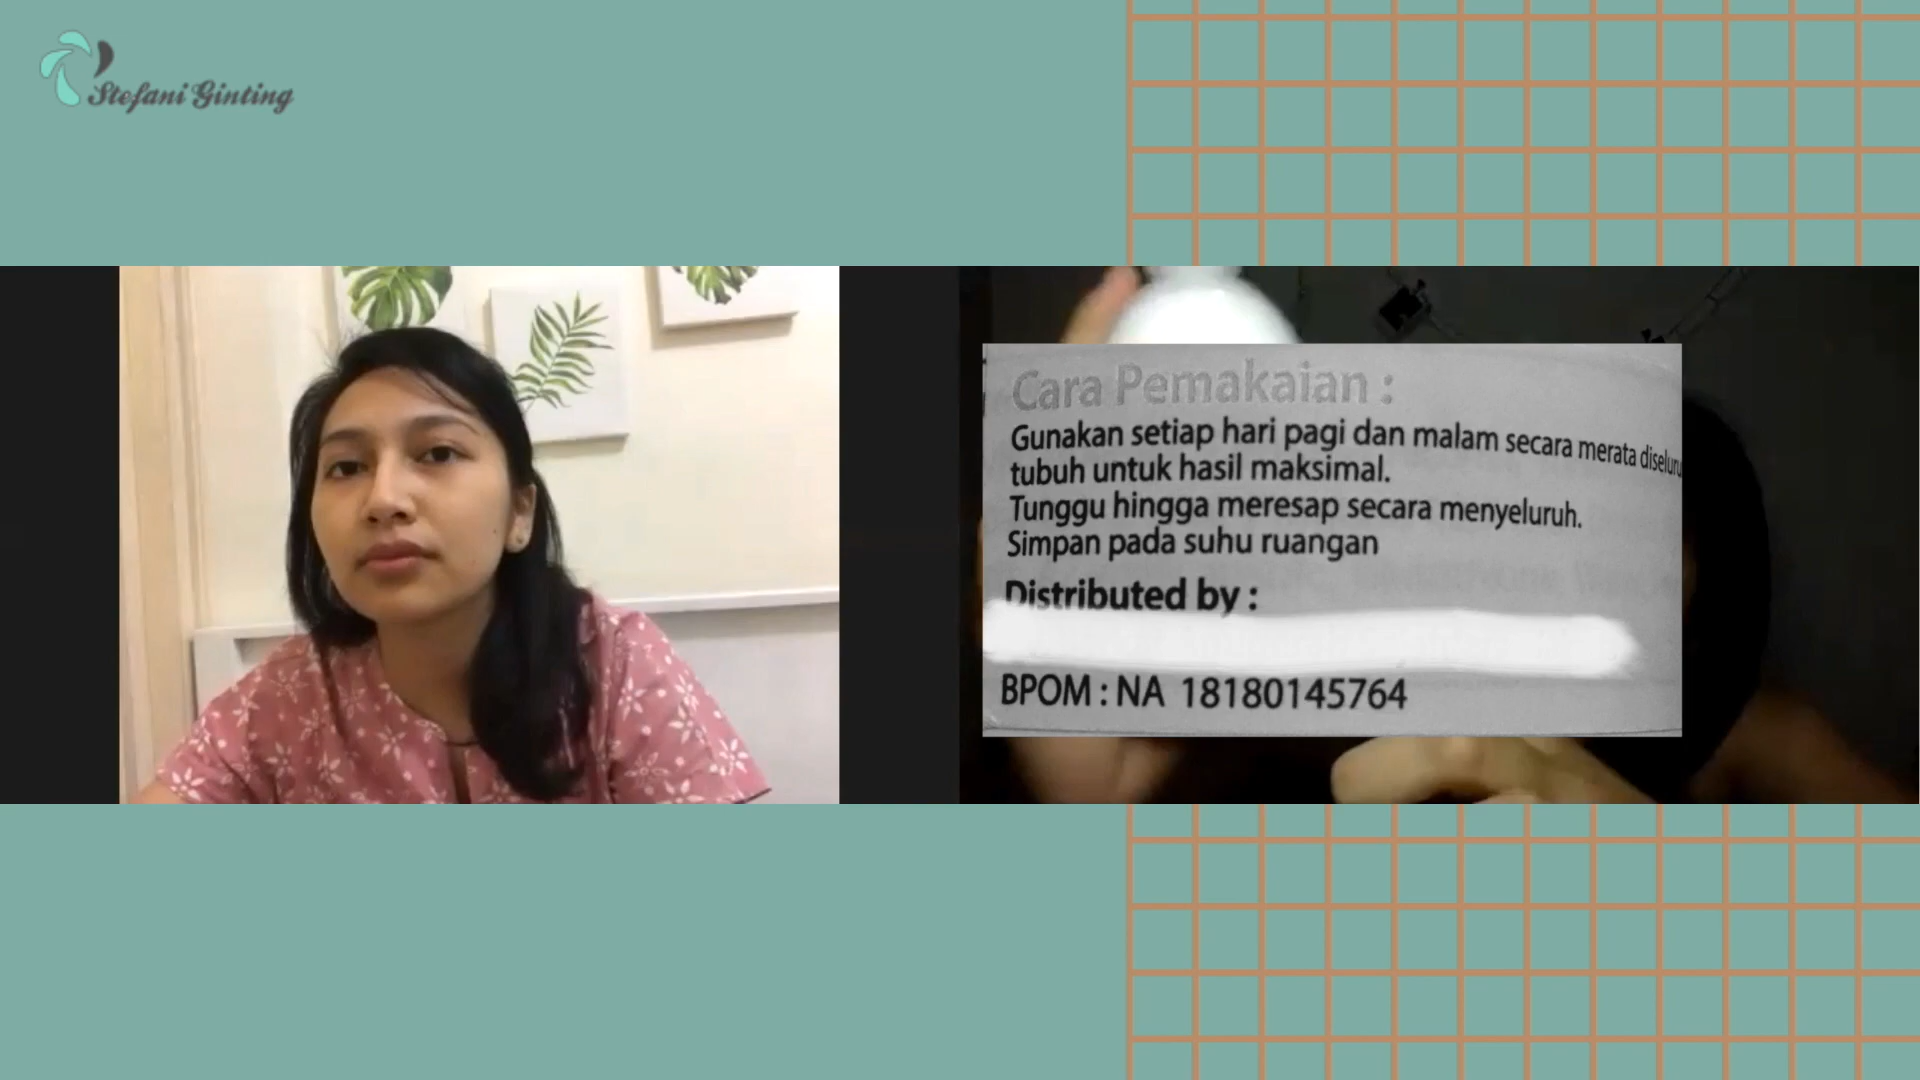 Stefani Ginting
Cara Pemakaian :
Gunakan setiap hari pagi dan malam secara merata diseluru
tubuh untuk hasil maksimal.
Tunggu hingga meresap secara menyeluruh.
Simpan pada suhu ruangan
Distributed by :
BPOM : NA 18180145764